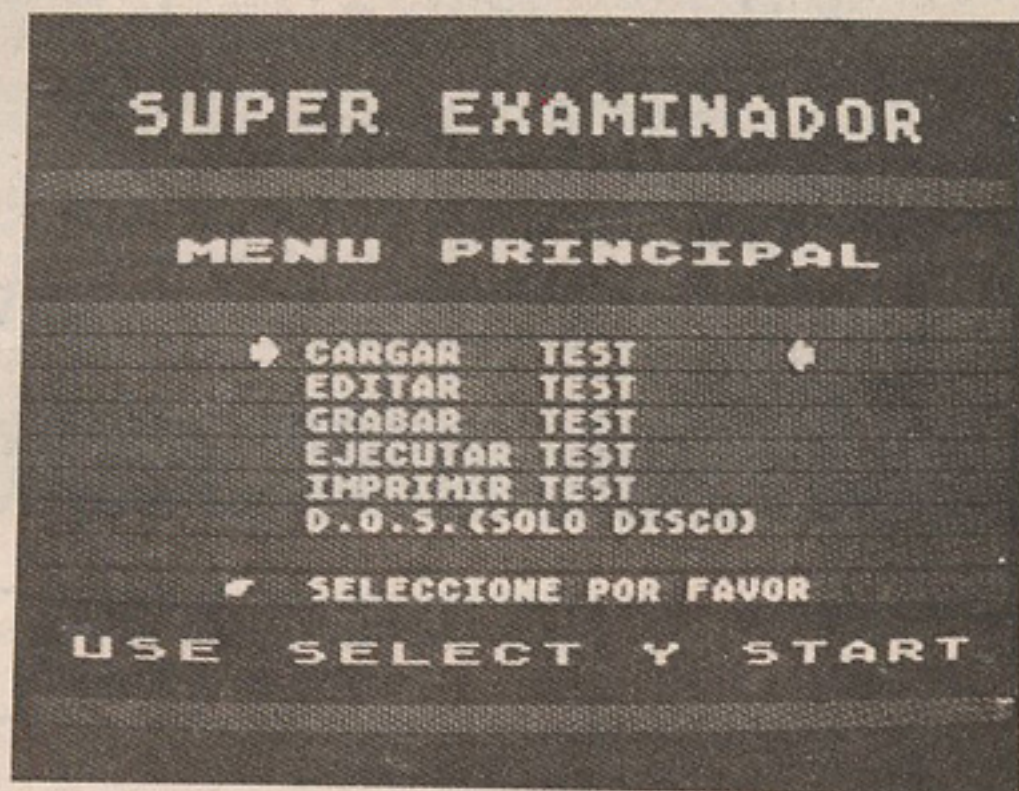 SUPER EXAMINADOR
MENU PRINCIPAL
CARGAR TEST
EDITAR TEST
GRABAR TEST
EJECUTAR TEST
IMPRIMIR TEST
D.O.S.(SOLO DISCO)
SELECCIONE POR FAVOR
USE SELECT Y START